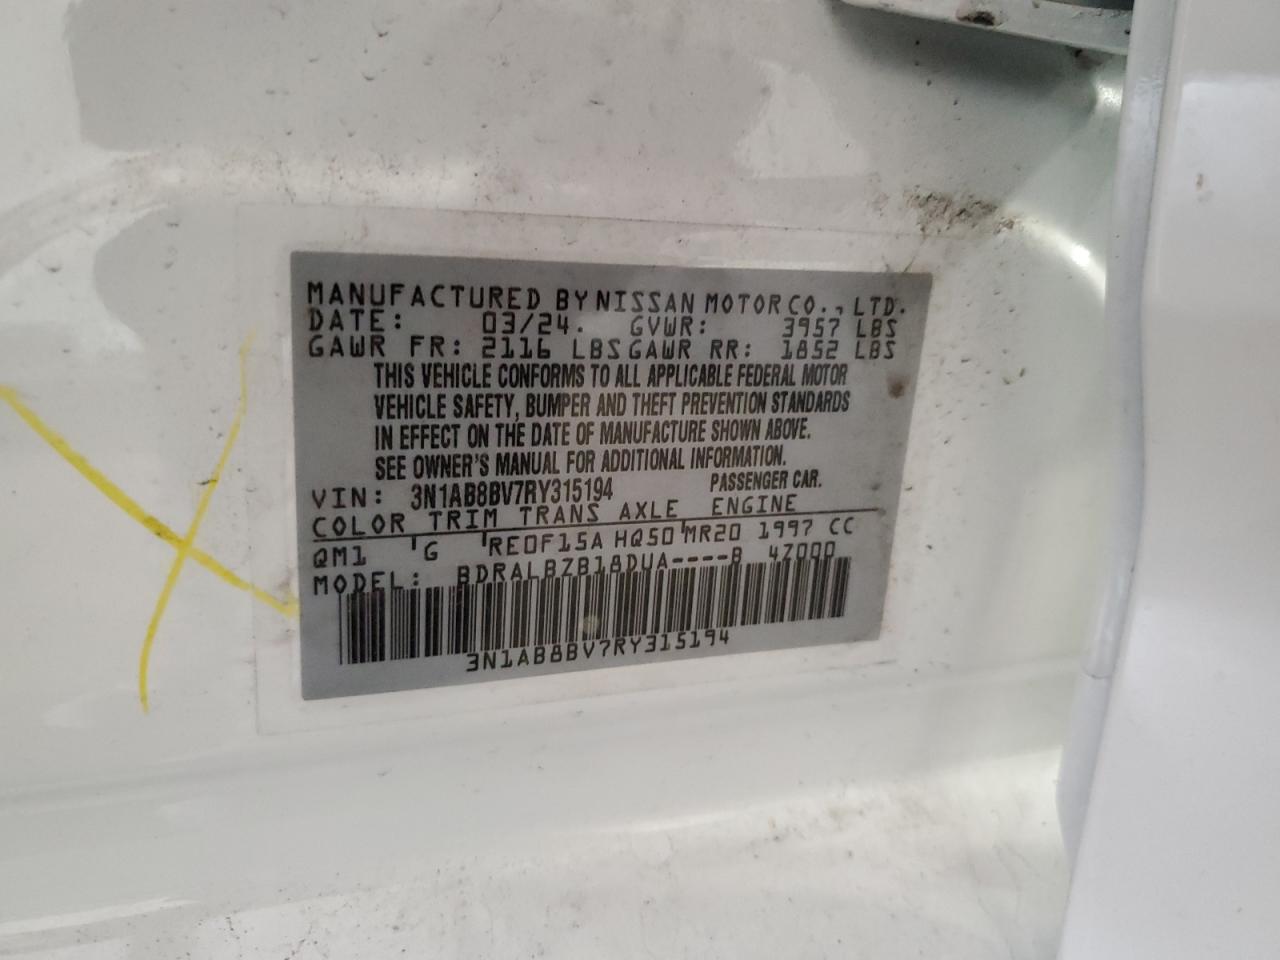 MANUFACTURED BY NISSAN MOTOR CO., LTD.
DATE: 03/24. GVWR: 3957 LBS
GAWR FR: 2116 LBS GAWR RR: 1852 LBS
THIS VEHICLE CONFORMS TO ALL APPLICABLE FEDERAL MOTOR
VEHICLE SAFETY, BUMPER AND THEFT PREVENTION STANDARDS
IN EFFECT ON THE DATE OF MANUFACTURE SHOWN ABOVE.
SEE OWNER'S MANUAL FOR ADDITIONAL INFORMATION.
VIN: 3N1AB8BV7RY315194 PASSENGER CAR.
COLOR TRIM TRANS AXLE ENGINE
QM1 'G 'RE0F15A HQ50'MR20 1997 CC
MODEL: BDRALBZB18DUA----B 4Z000
3N1AB8BV7RY315194